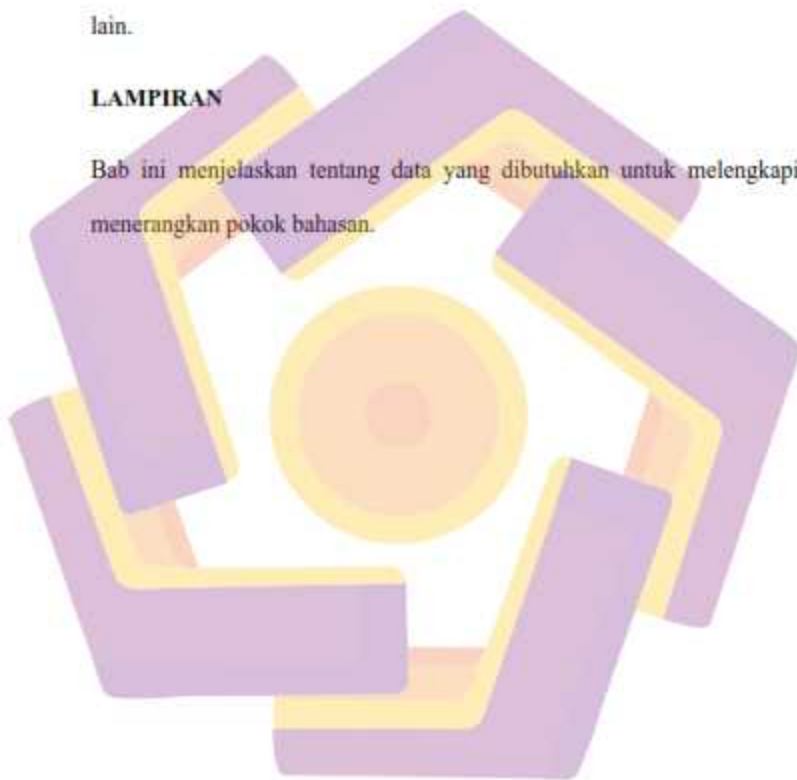 lain.
LAMPIRAN
Bab ini menjelaskan tentang data yang dibutuhkan untuk melengkapi
menerangkan pokok bahasan.